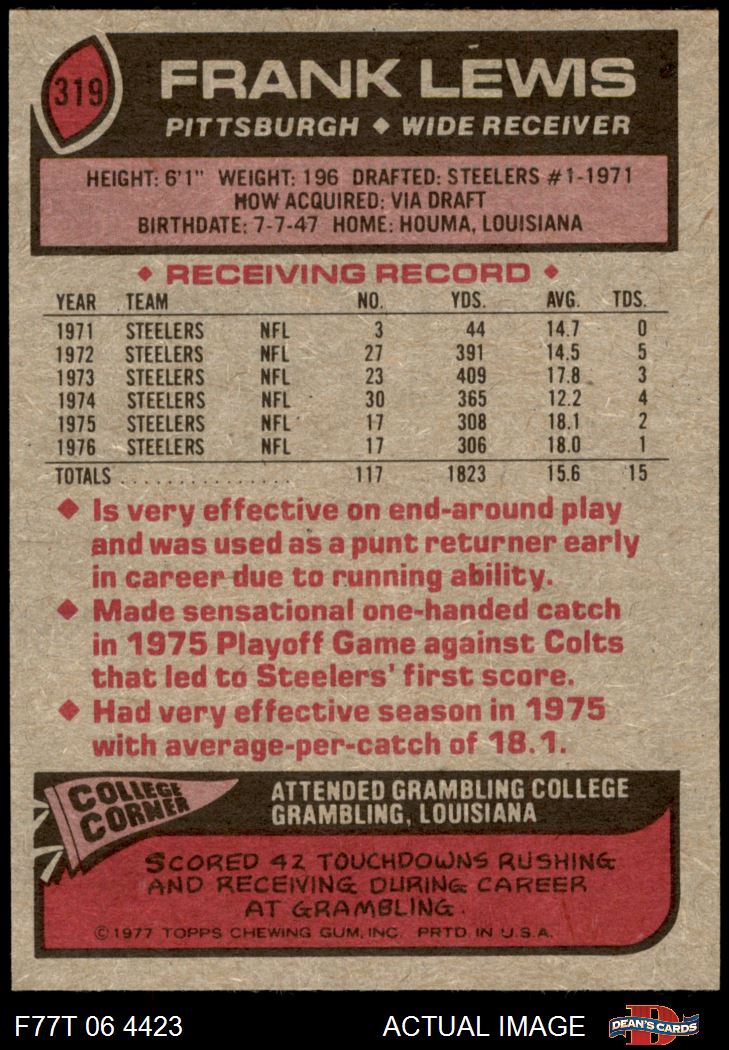 319
FRANK LEWIS
PITTSBURGH ♦ WIDE RECEIVER
HEIGHT: 6'1" WEIGHT: 196 DRAFTED: STEELERS #1-1971
HOW ACQUIRED: VIA DRAFT
BIRTHDATE: 7-7-47 HOME: HOUMA, LOUISIANA
♦ RECEIVING RECORD ♦
YEAR TEAM NO. YDS. AVG. TDS.
1971 STEELERS NFL 3 44 14.7 0
1972 STEELERS NFL 27 391 14.5 5
1973 STEELERS NFL 23 409 17.8 3
1974 STEELERS NFL 30 365 12.2 4
1975 STEELERS NFL 17 308 18.1 2
1976 STEELERS NFL 17 306 18.0 1
TOTALS . . . . . . . . . . . . . . . 117 1823 15.6 15
♦ Is very effective on end-around play
and was used as a punt returner early
in career due to running ability.
♦ Made sensational one-handed catch
in 1975 Playoff Game against Colts
that led to Steelers' first score.
♦ Had very effective season in 1975
with average-per-catch of 18.1.
COLLEGE
CORNER
ATTENDED GRAMBLING COLLEGE
GRAMBLING, LOUISIANA
SCORED 42 TOUCHDOWNS RUSHING
AND RECEIVING DURING CAREER
AT GRAMBLING.
©1977 TOPPS CHEWING GUM, INC. PRTD. IN U.S.A.
F77T 06 4423 ACTUAL IMAGE
D
DEAN'S CARDS